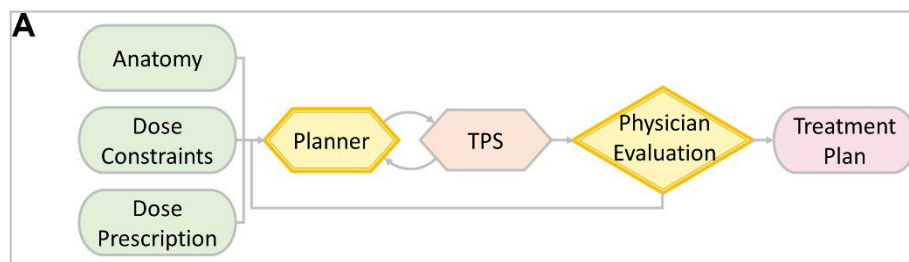 A
Anatomy
Dose
Constraints
Dose
Prescription
Planner
TPS
Physician
Evaluation
Treatment
Plan